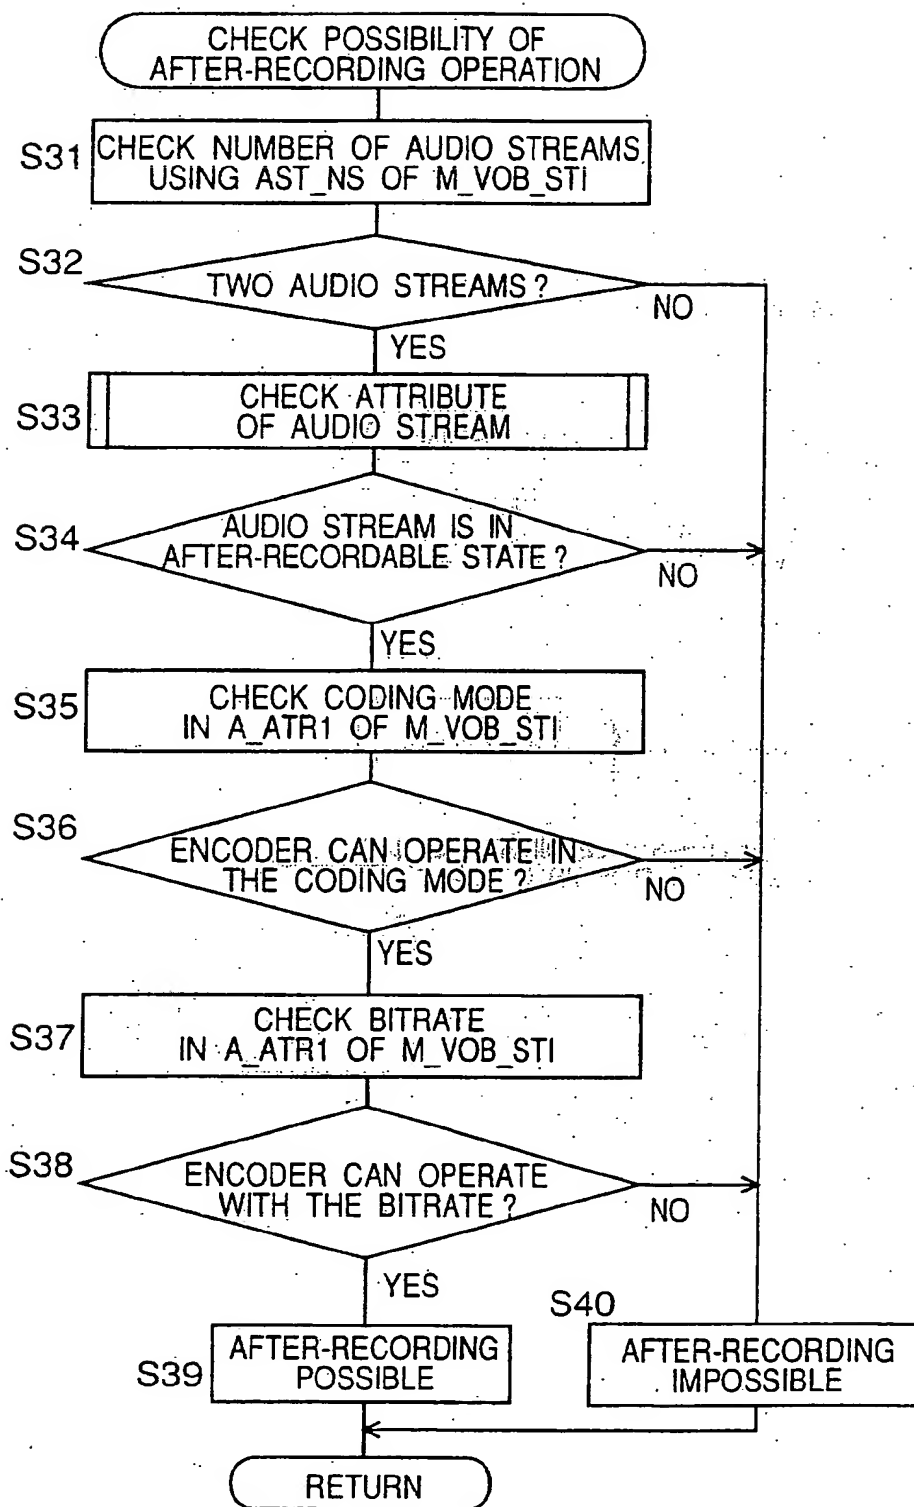 CHECK POSSIBILITY OF
AFTER-RECORDING OPERATION
S31
CHECK NUMBER OF AUDIO STREAMS
USING AST_NS OF M_VOB_STI
S32
TWO AUDIO STREAMS?
NO
YES
S33
CHECK ATTRIBUTE
OF AUDIO STREAM
S34
AUDIO STREAM IS IN
AFTER-RECORDABLE STATE?
NO
YES
S35
CHECK CODING MODE
IN A_ATR1 OF M_VOB_STI
S36
ENCODER CAN OPERATE IN
THE CODING MODE?
NO
YES
S37
CHECK BITRATE
IN A_ATR1 OF M_VOB_STI
S38
ENCODER CAN OPERATE
WITH THE BITRATE?
NO
YES
S39
AFTER-RECORDING
POSSIBLE
S40
AFTER-RECORDING
IMPOSSIBLE
RETURN